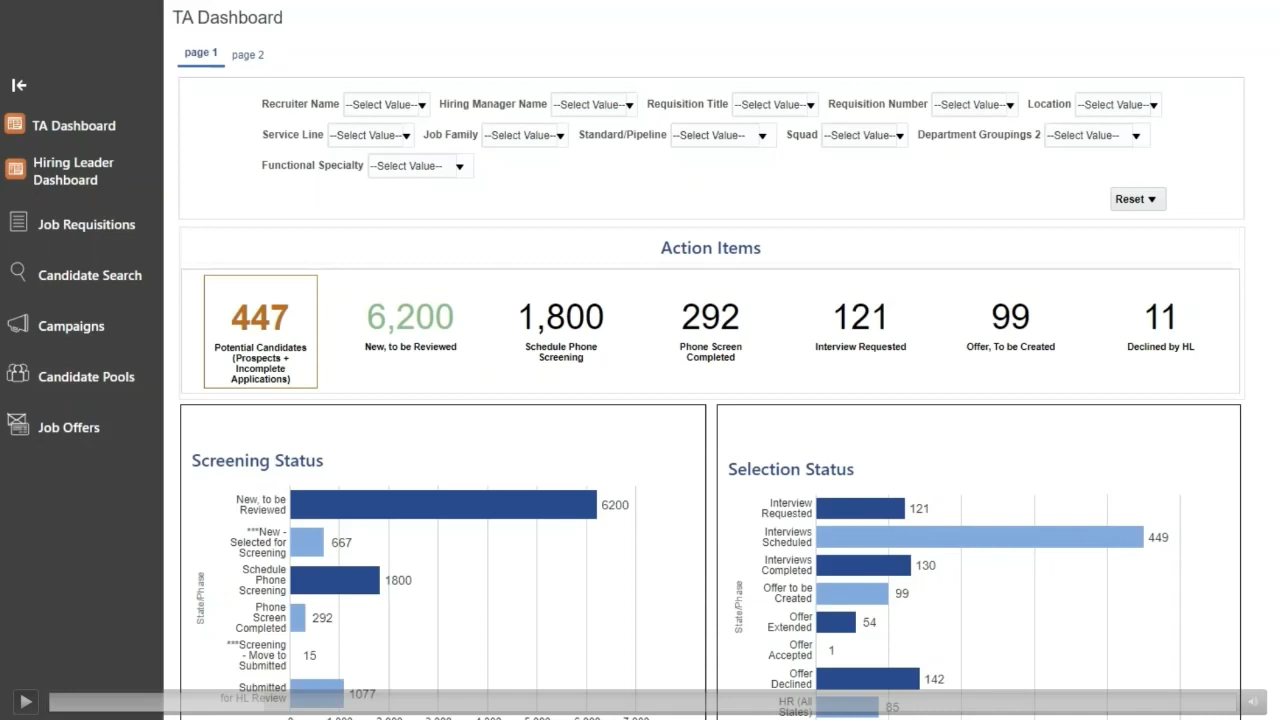 TA Dashboard
page 1
page 2
TA Dashboard
Hiring Leader
Dashboard
Job Requisitions
Candidate Search
Campaigns
Candidate Pools
Job Offers
Recruiter Name --Select Value-- Hiring Manager Name --Select Value-- Requisition Title --Select Value-- Requisition Number --Select Value-- Location --Select Value--
Service Line --Select Value-- Job Family --Select Value-- Standard/Pipeline --Select Value-- Squad --Select Value-- Department Groupings 2 --Select Value--
Functional Specialty --Select Value--
Reset
Action Items
447
Potential Candidates
(Prospects +
Incomplete
Applications)
6,200
New, to be Reviewed
1,800
Schedule Phone
Screening
292
Phone Screen
Completed
121
Interview Requested
99
Offer, To be Created
11
Declined by HL
Screening Status
State/Phase
New, to be
Reviewed
6200
***New -
Selected for
Screening
667
Schedule
Phone
Screening
1800
Phone
Screen
Completed
292
***Screening
- Move to
Submitted
15
Submitted
for HL Review
1077
Selection Status
State/Phase
Interview
Requested
121
Interviews
Scheduled
449
Interviews
Completed
130
Offer to be
Created
99
Offer
Extended
54
Offer
Accepted
1
Offer
Declined
142
HR (All
States)
85